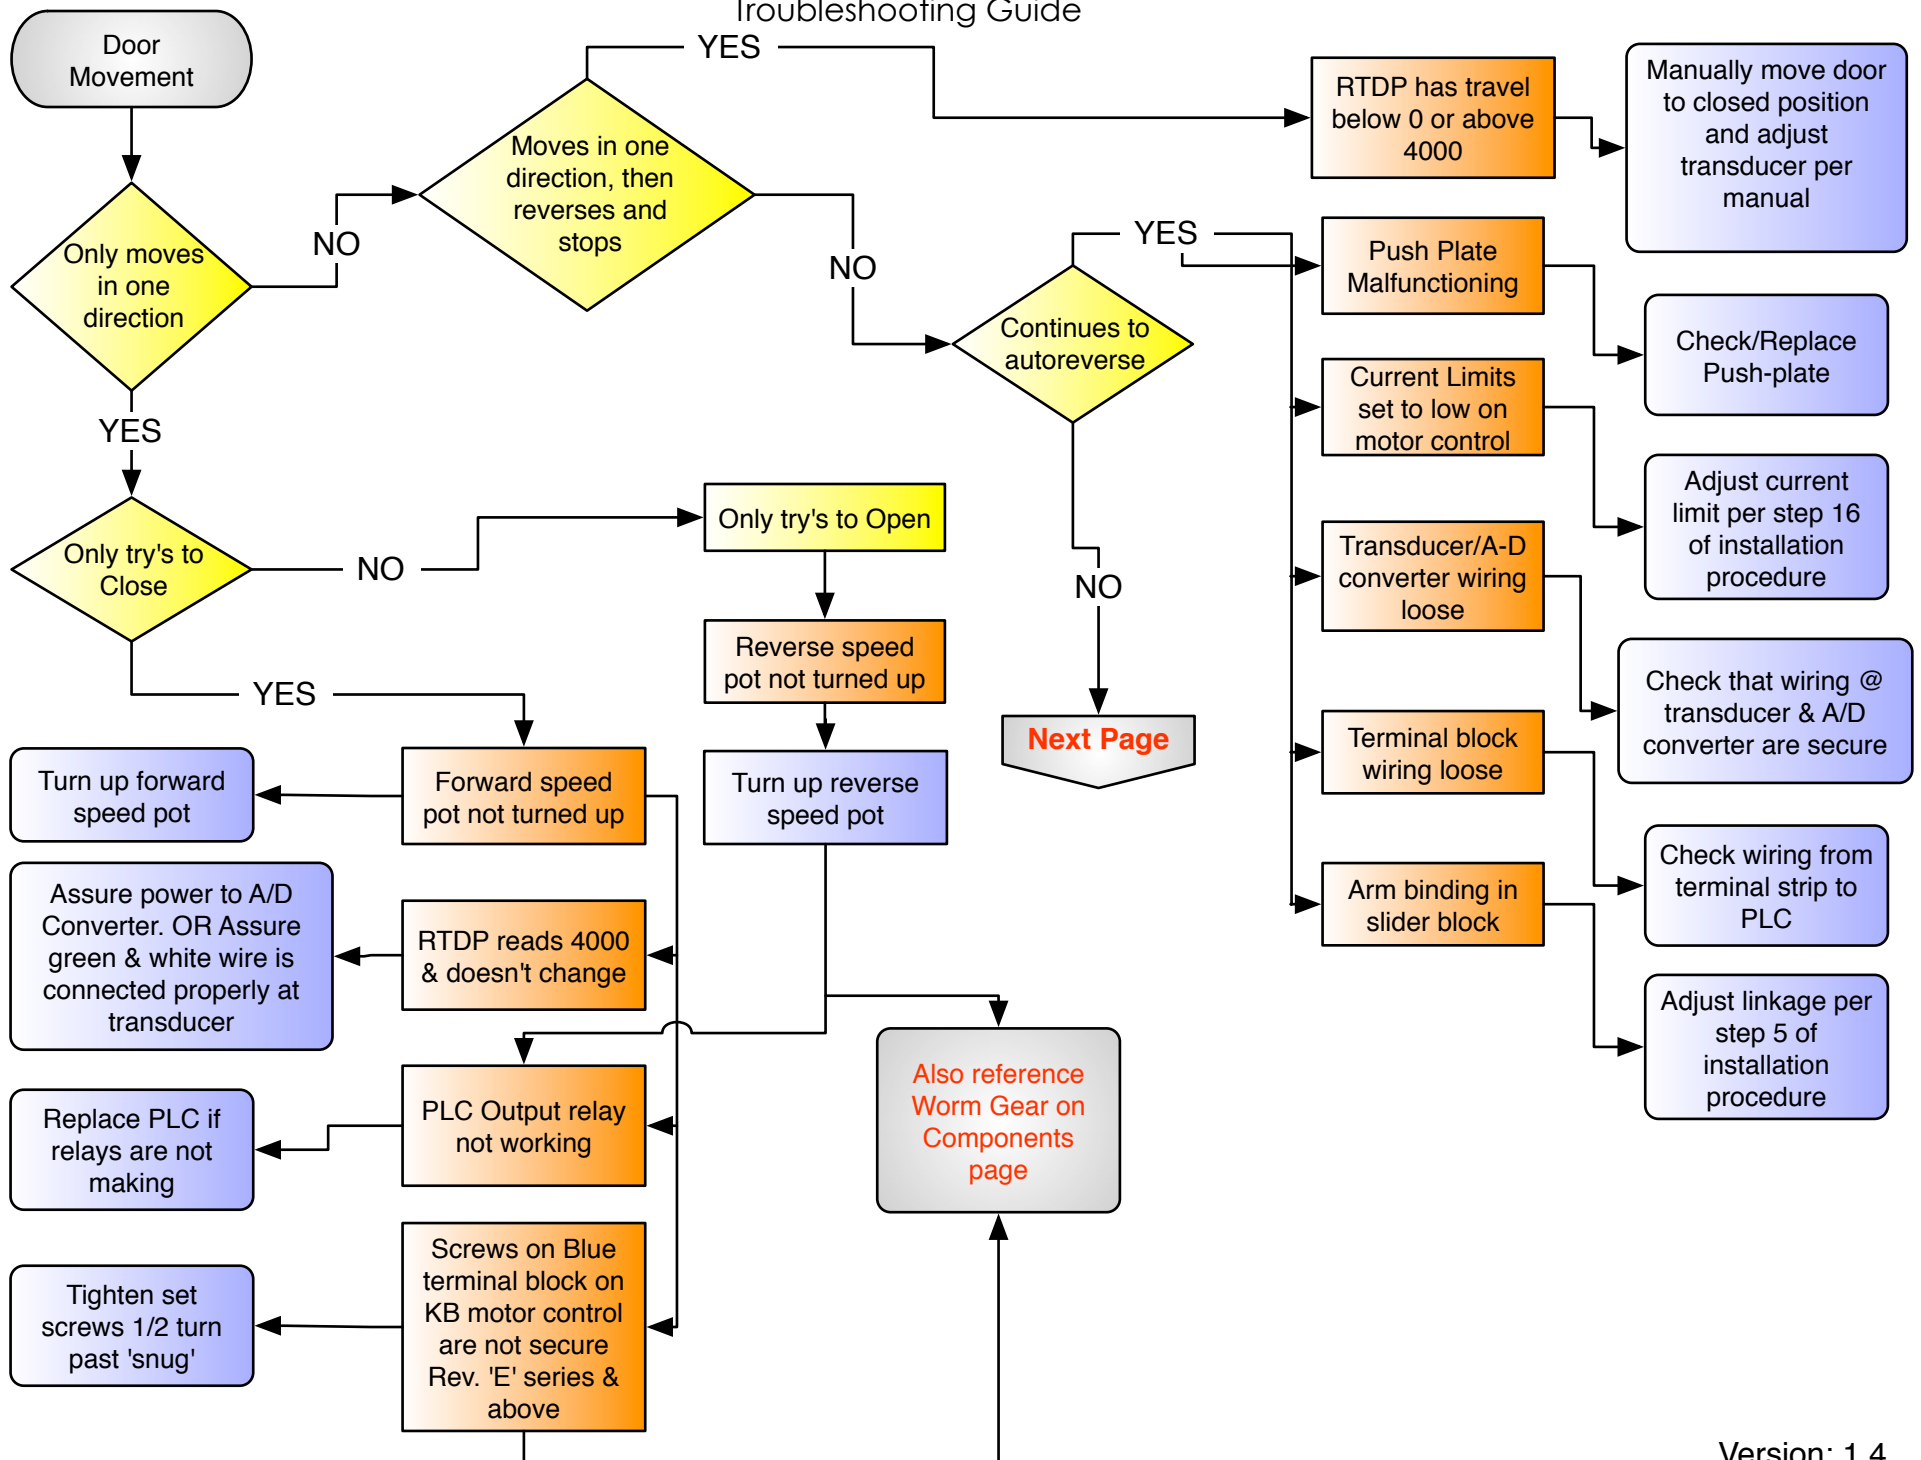 Troubleshooting Guide
Door
Movement
YES
Moves in one
direction, then
reverses and
stops
RTDP has travel
below 0 or above
4000
Manually move door
to closed position
and adjust
transducer per
manual
Only moves
in one
direction
NO
NO
YES
Continues to
autoreverse
Push Plate
Malfunctioning
Check/Replace
Push-plate
Current Limits
set to low on
motor control
Adjust current
limit per step 16
of installation
procedure
YES
Only try's to
Close
NO
Only try's to Open
NO
Transducer/A-D
converter wiring
loose
Check that wiring @
transducer & A/D
converter are secure
Reverse speed
pot not turned up
YES
Next Page
Terminal block
wiring loose
Check wiring from
terminal strip to
PLC
Turn up forward
speed pot
Forward speed
pot not turned up
Turn up reverse
speed pot
Arm binding in
slider block
Adjust linkage per
step 5 of
installation
procedure
Assure power to A/D
Converter. OR Assure
green & white wire is
connected properly at
transducer
RTDP reads 4000
& doesn't change
Also reference
Worm Gear on
Components
page
Replace PLC if
relays are not
making
PLC Output relay
not working
Tighten set
screws 1/2 turn
past 'snug'
Screws on Blue
terminal block on
KB motor control
are not secure
Rev. 'E' series &
above
Version: 1.4